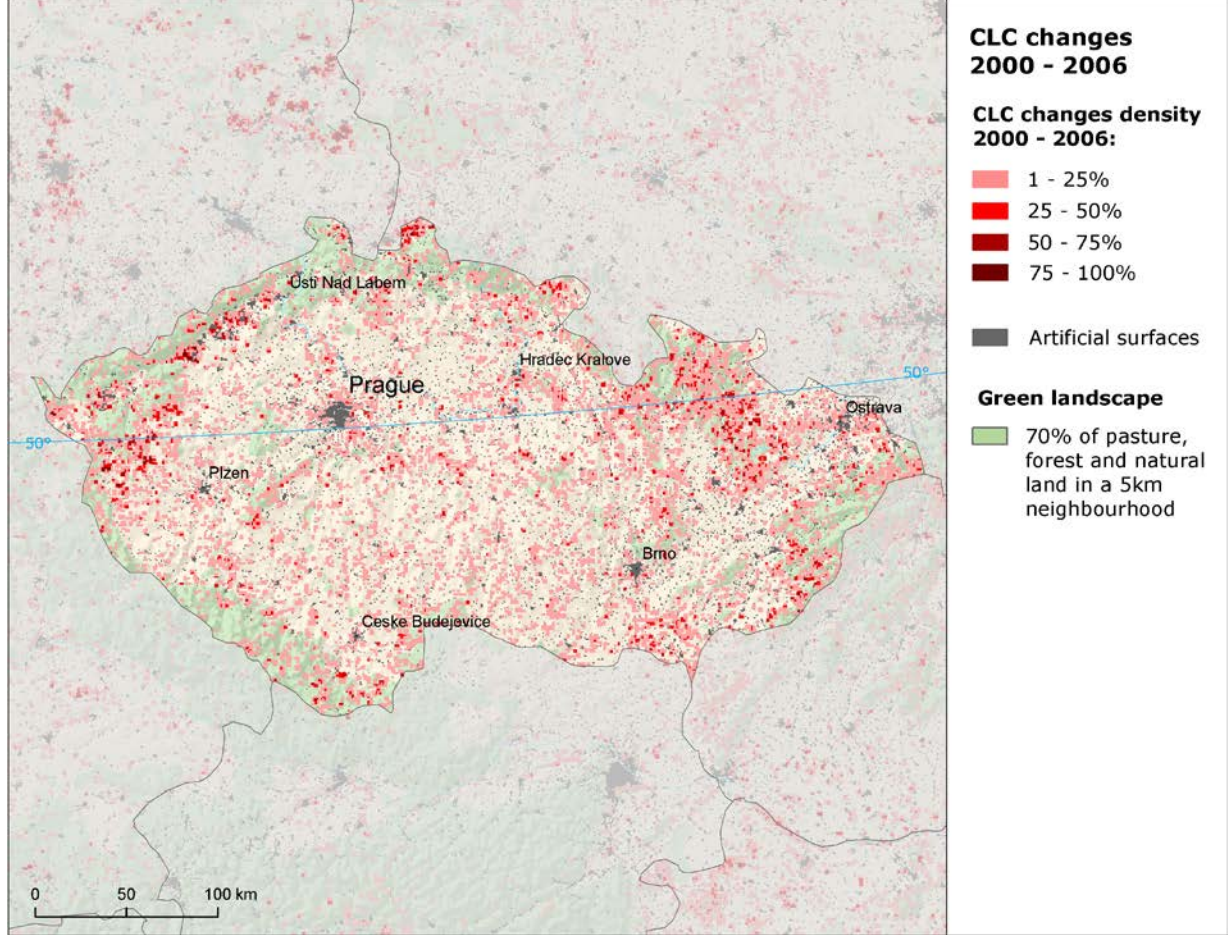 CLC changes
2000 - 2006
CLC changes density
2000 - 2006:
1 - 25%
25 - 50%
50 - 75%
75 - 100%
Artificial surfaces
Green landscape
70% of pasture,
forest and natural
land in a 5km
neighbourhood
Usti Nad Labem
Hradec Kralove
Prague
50°
Ostrava
50°
Plzen
Brno
Ceske Budejovice
0 50 100 km